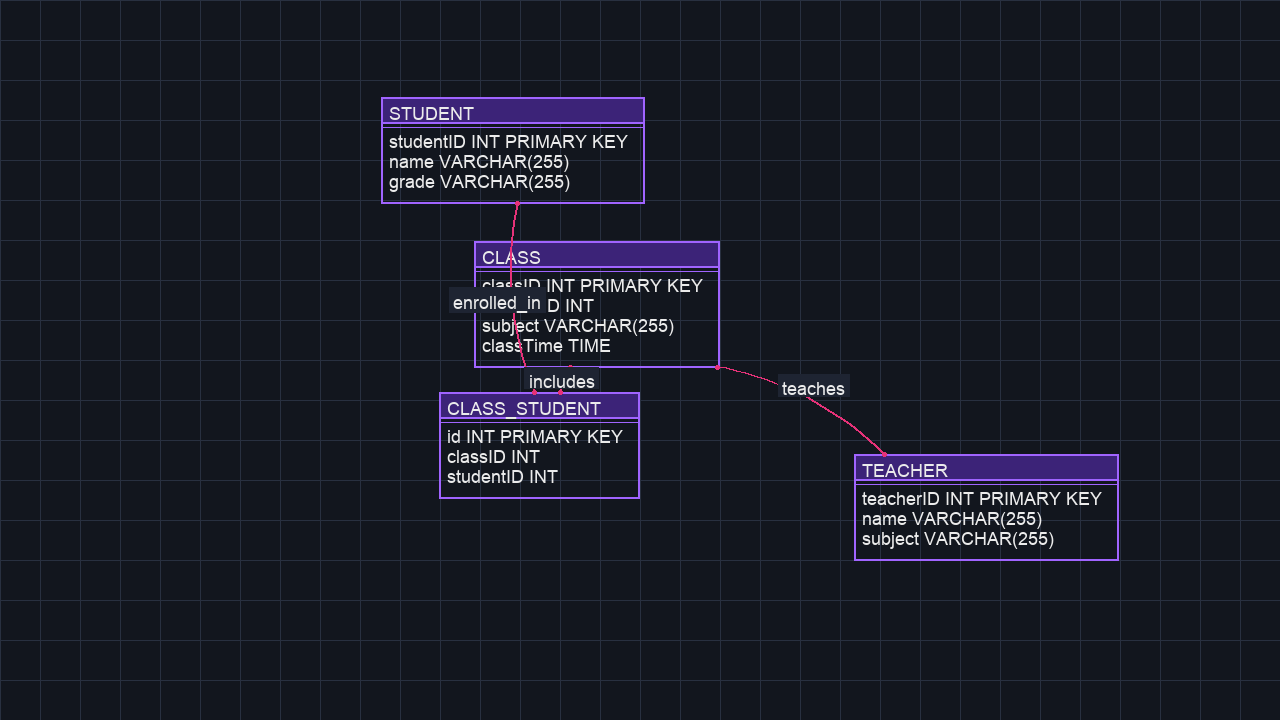 STUDENT
studentID INT PRIMARY KEY
name VARCHAR(255)
grade VARCHAR(255)
CLASS
classID INT PRIMARY KEY
enrolled_in
INT
subject VARCHAR(255)
classTime TIME
includes
CLASS_STUDENT
id INT PRIMARY KEY
classID INT
studentID INT
teaches
TEACHER
teacherID INT PRIMARY KEY
name VARCHAR(255)
subject VARCHAR(255)